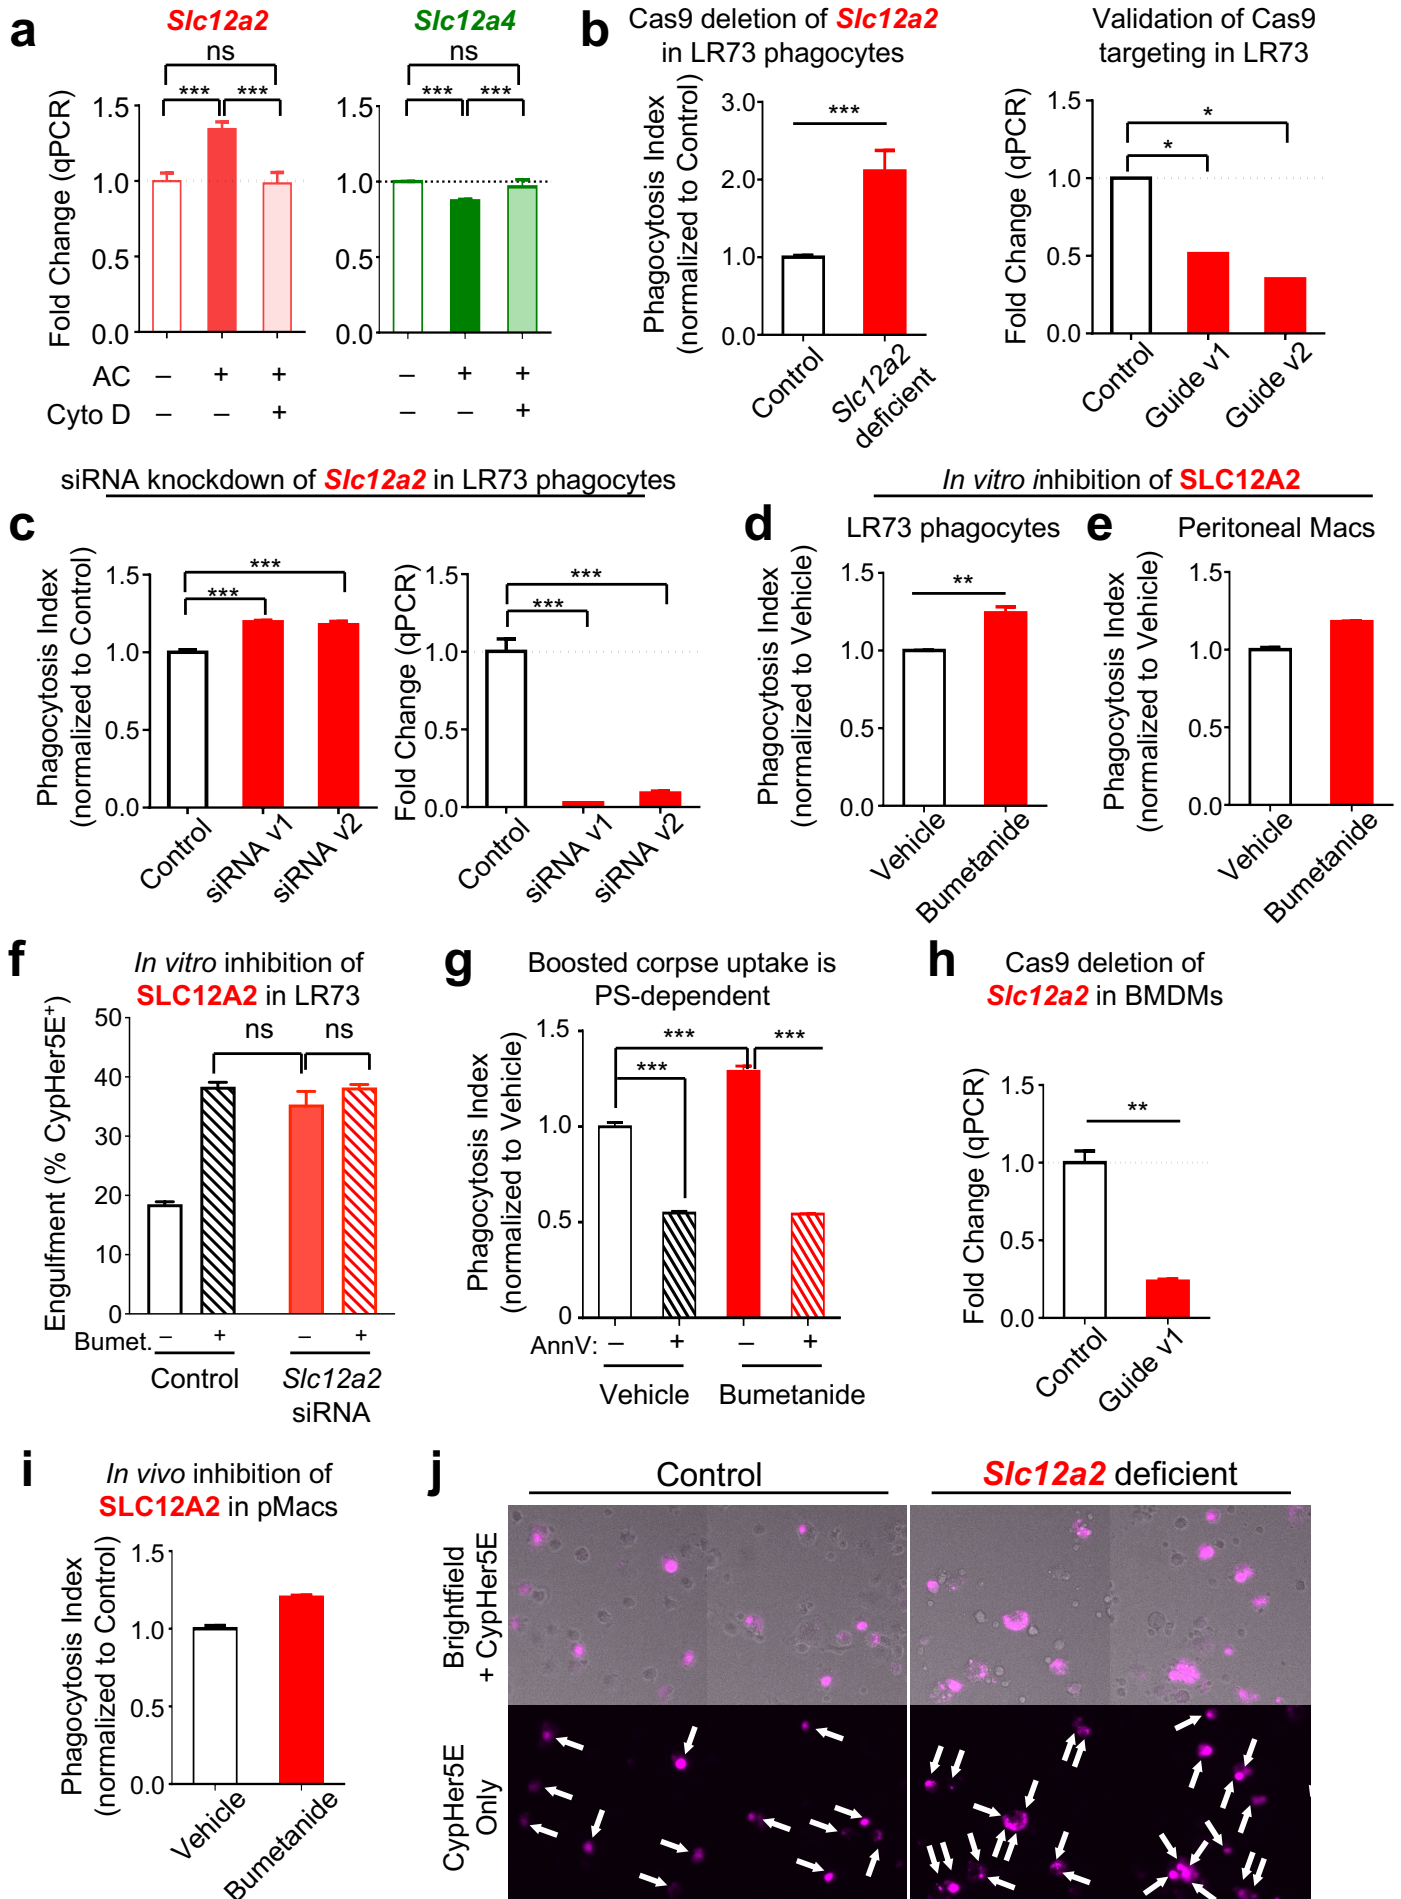 a
Slc12a2
Slc12a4
ns
ns
*** ***
*** ***
Fold Change (qPCR)
1.5
1.0
0.5
0.0
1.5
1.0
0.5
0.0
AC – + + – + +
Cyto D – – + – – +
b
Cas9 deletion of Slc12a2
in LR73 phagocytes
Phagocytosis Index
(normalized to Control)
3.0
2.0
1.0
0.0
***
Control
Slc12a2
deficient
Validation of Cas9
targeting in LR73
Fold Change (qPCR)
1.5
1.0
0.5
0.0
*
*
Control
Guide v1
Guide v2
siRNA knockdown of Slc12a2 in LR73 phagocytes
c
Phagocytosis Index
(normalized to Control)
1.5
1.0
0.5
0.0
***
***
Control
siRNA v1
siRNA v2
Fold Change (qPCR)
1.5
1.0
0.5
0.0
***
***
Control
siRNA v1
siRNA v2
In vitro inhibition of SLC12A2
d
LR73 phagocytes
Phagocytosis Index
(normalized to Vehicle)
1.5
1.0
0.5
0.0
**
Vehicle
Bumetanide
e
Peritoneal Macs
Phagocytosis Index
(normalized to Vehicle)
1.5
1.0
0.5
0.0
Vehicle
Bumetanide
f
In vitro inhibition of
SLC12A2 in LR73
Engulfment (% CypHer5E+)
50
40
30
20
10
0
ns ns
Bumet. – + – +
Control
Slc12a2
siRNA
g
Boosted corpse uptake is
PS-dependent
Phagocytosis Index
(normalized to Vehicle)
1.5
1.0
0.5
0
*** ***
***
AnnV: – + – +
Vehicle Bumetanide
h
Cas9 deletion of
Slc12a2 in BMDMs
Fold Change (qPCR)
1.5
1.0
0.5
0.0
**
Control
Guide v1
i
In vivo inhibition of
SLC12A2 in pMacs
Phagocytosis Index
(normalized to Control)
1.5
1.0
0.5
0.0
Vehicle
Bumetanide
j
Control
Slc12a2 deficient
Brightfield
+ CypHer5E
CypHer5E
Only